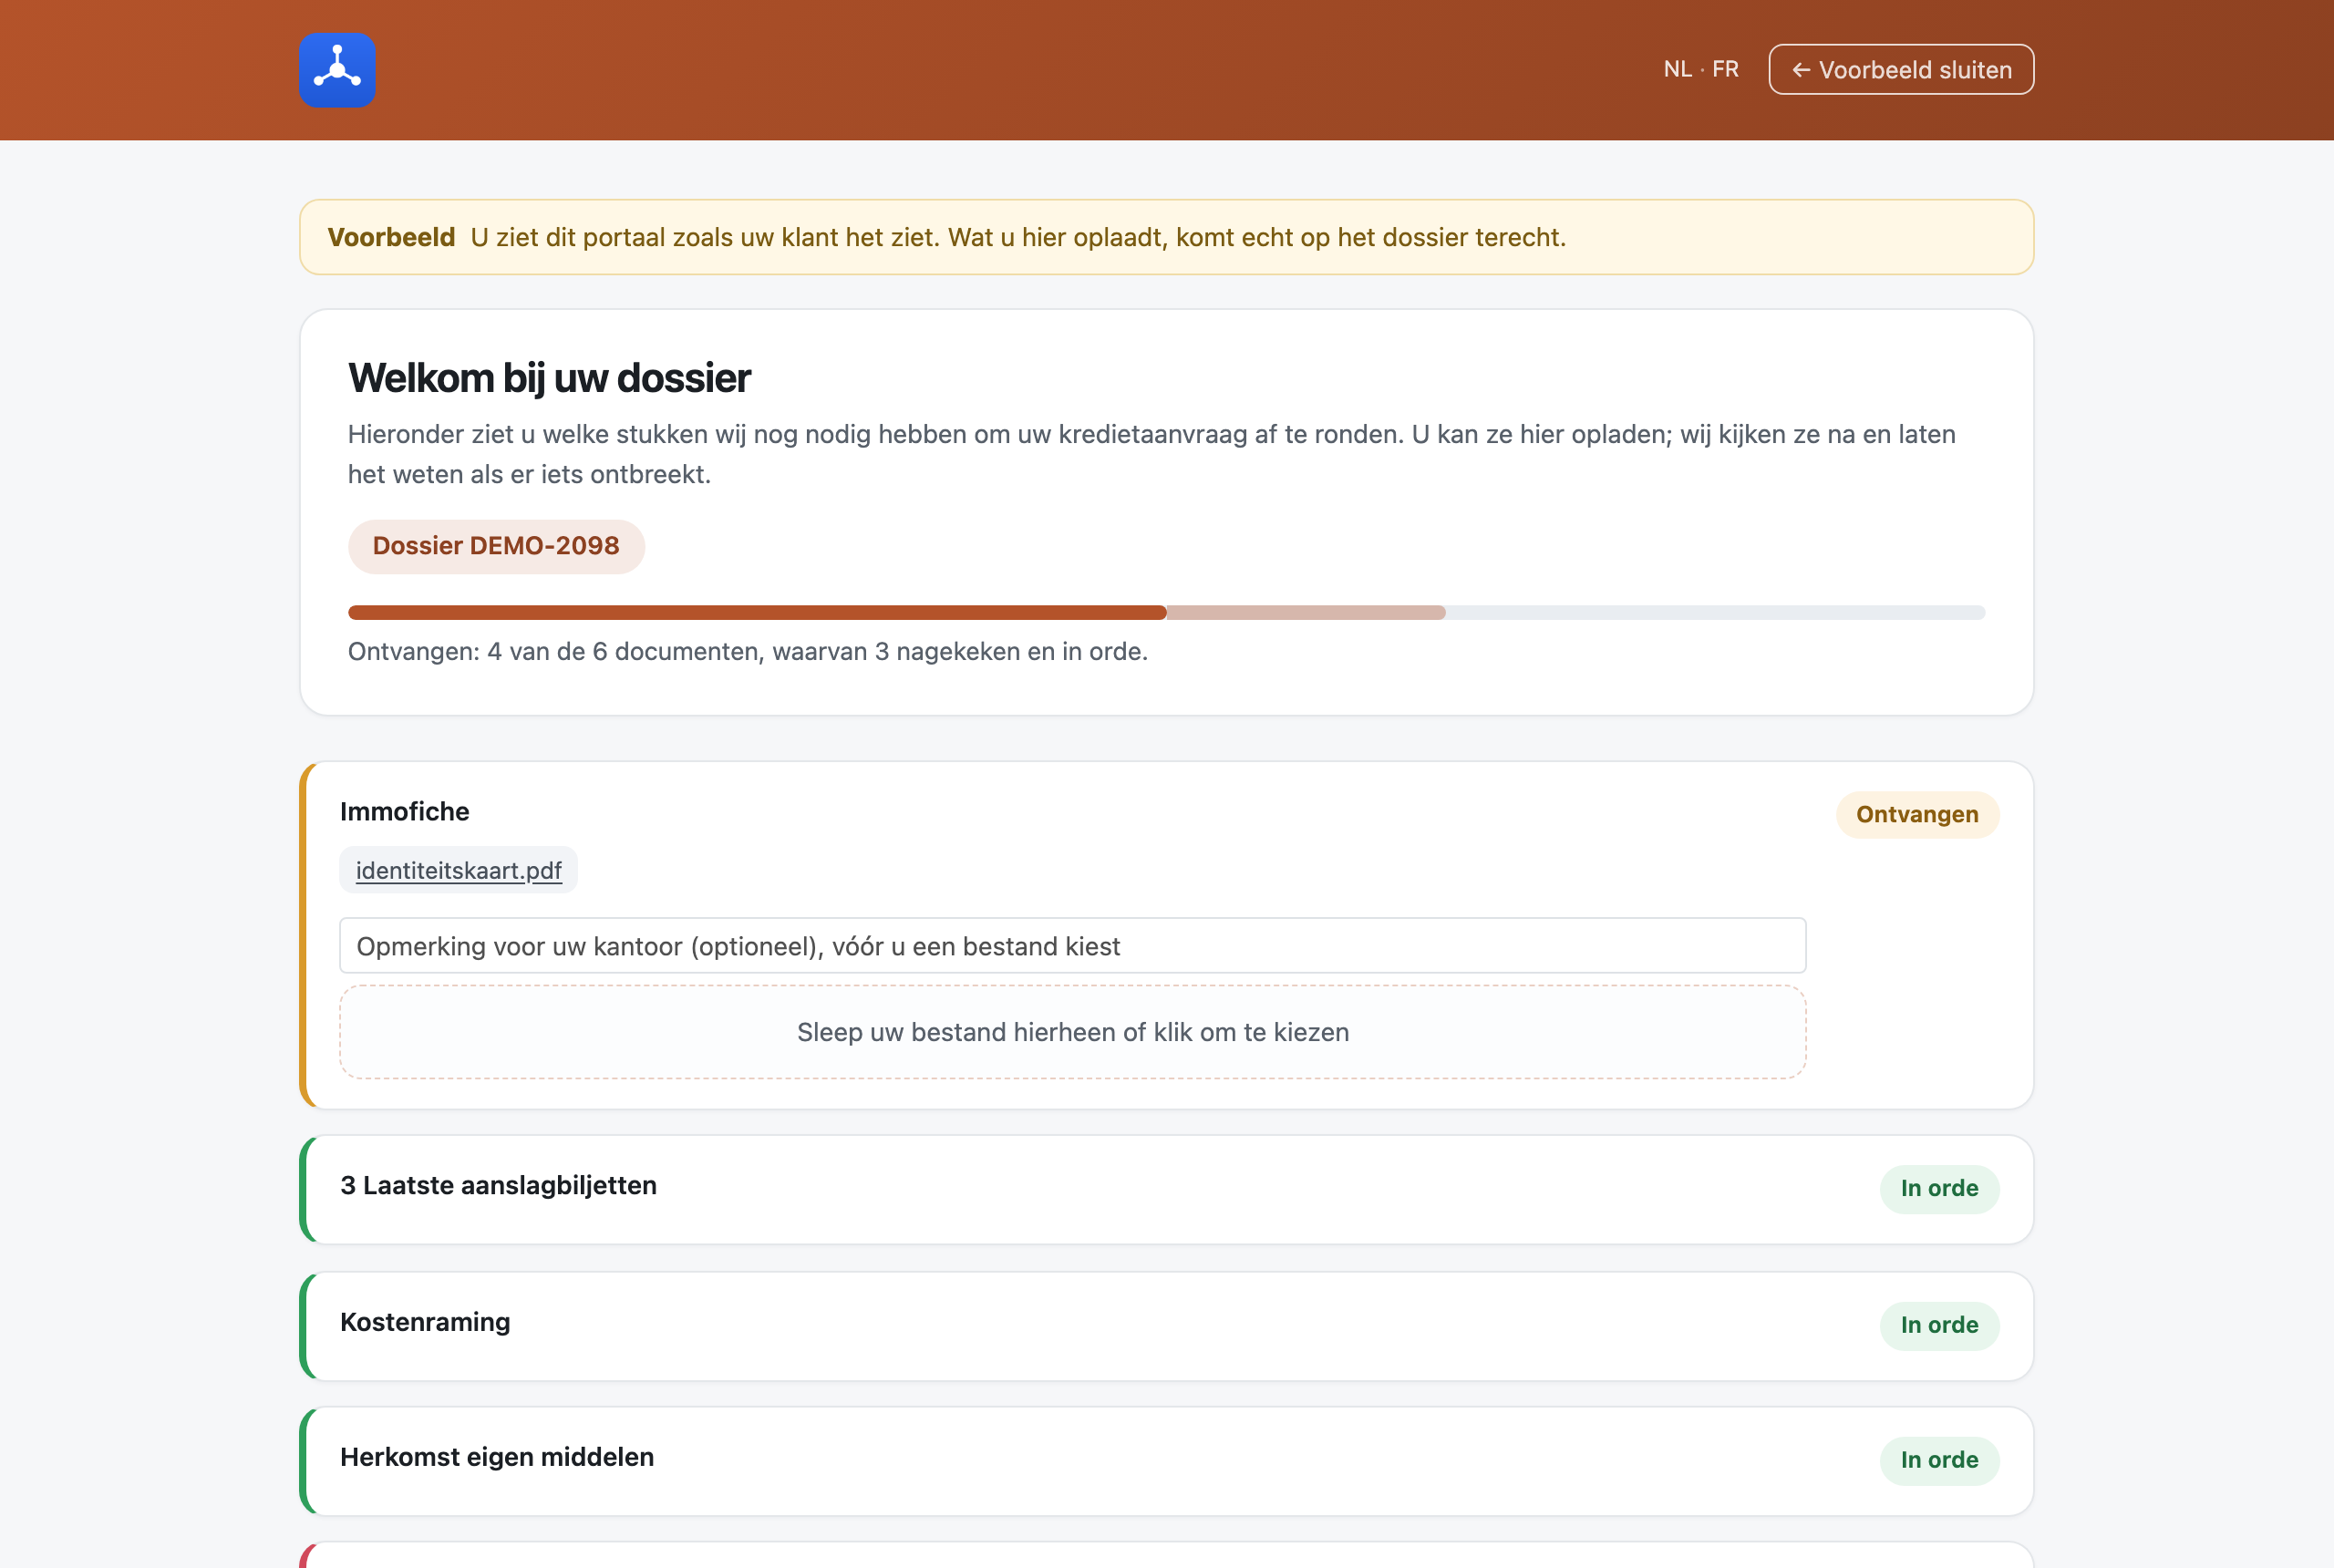 NL · FR
← Voorbeeld sluiten
Voorbeeld U ziet dit portaal zoals uw klant het ziet. Wat u hier oplaadt, komt echt op het dossier terecht.
Welkom bij uw dossier
Hieronder ziet u welke stukken wij nog nodig hebben om uw kredietaanvraag af te ronden. U kan ze hier opladen; wij kijken ze na en laten
het weten als er iets ontbreekt.
Dossier DEMO-2098
Ontvangen: 4 van de 6 documenten, waarvan 3 nagekeken en in orde.
Immofiche
Ontvangen
identiteitskaart.pdf
Opmerking voor uw kantoor (optioneel), vóór u een bestand kiest
Sleep uw bestand hierheen of klik om te kiezen
3 Laatste aanslagbiljetten
In orde
Kostenraming
In orde
Herkomst eigen middelen
In orde